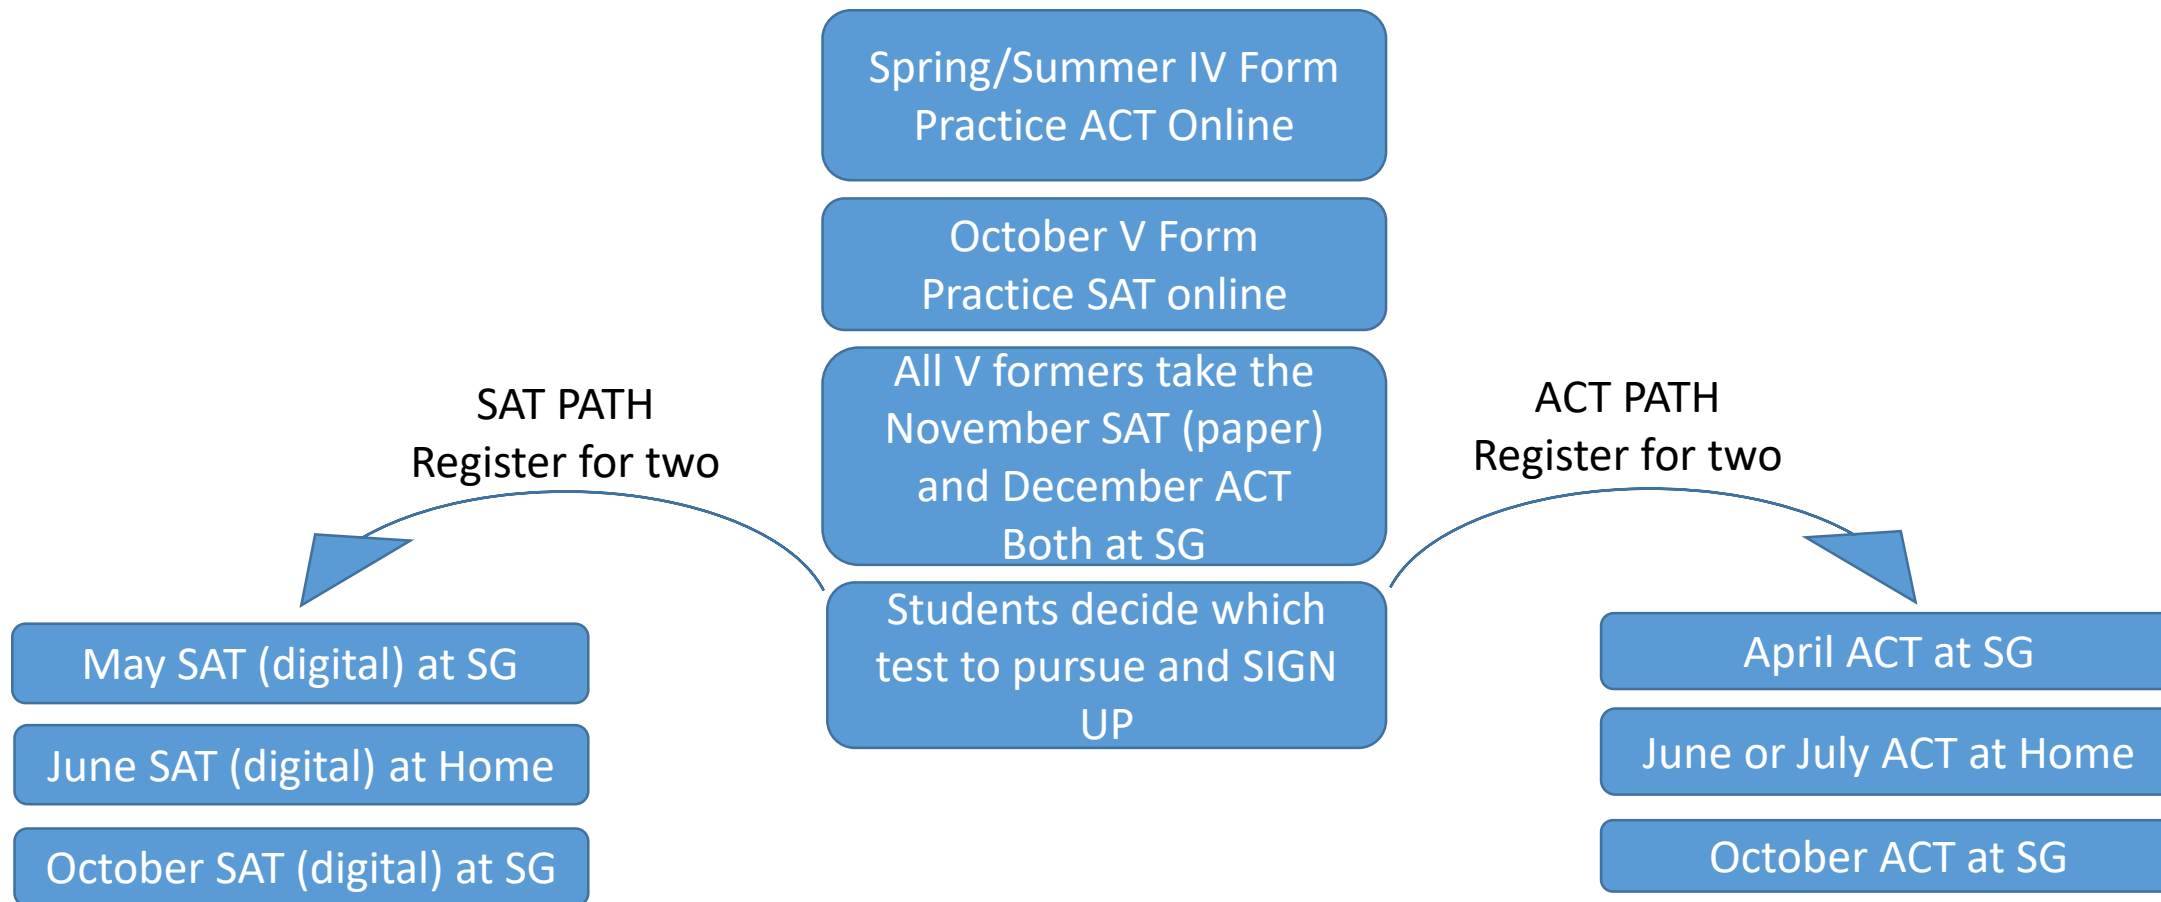 Spring/Summer IV Form
Practice ACT Online
October V Form
Practice SAT online
All V formers take the
November SAT (paper)
and December ACT
Both at SG
Students decide which
test to pursue and SIGN
UP
SAT PATH
Register for two
May SAT (digital) at SG
June SAT (digital) at Home
October SAT (digital) at SG
ACT PATH
Register for two
April ACT at SG
June or July ACT at Home
October ACT at SG